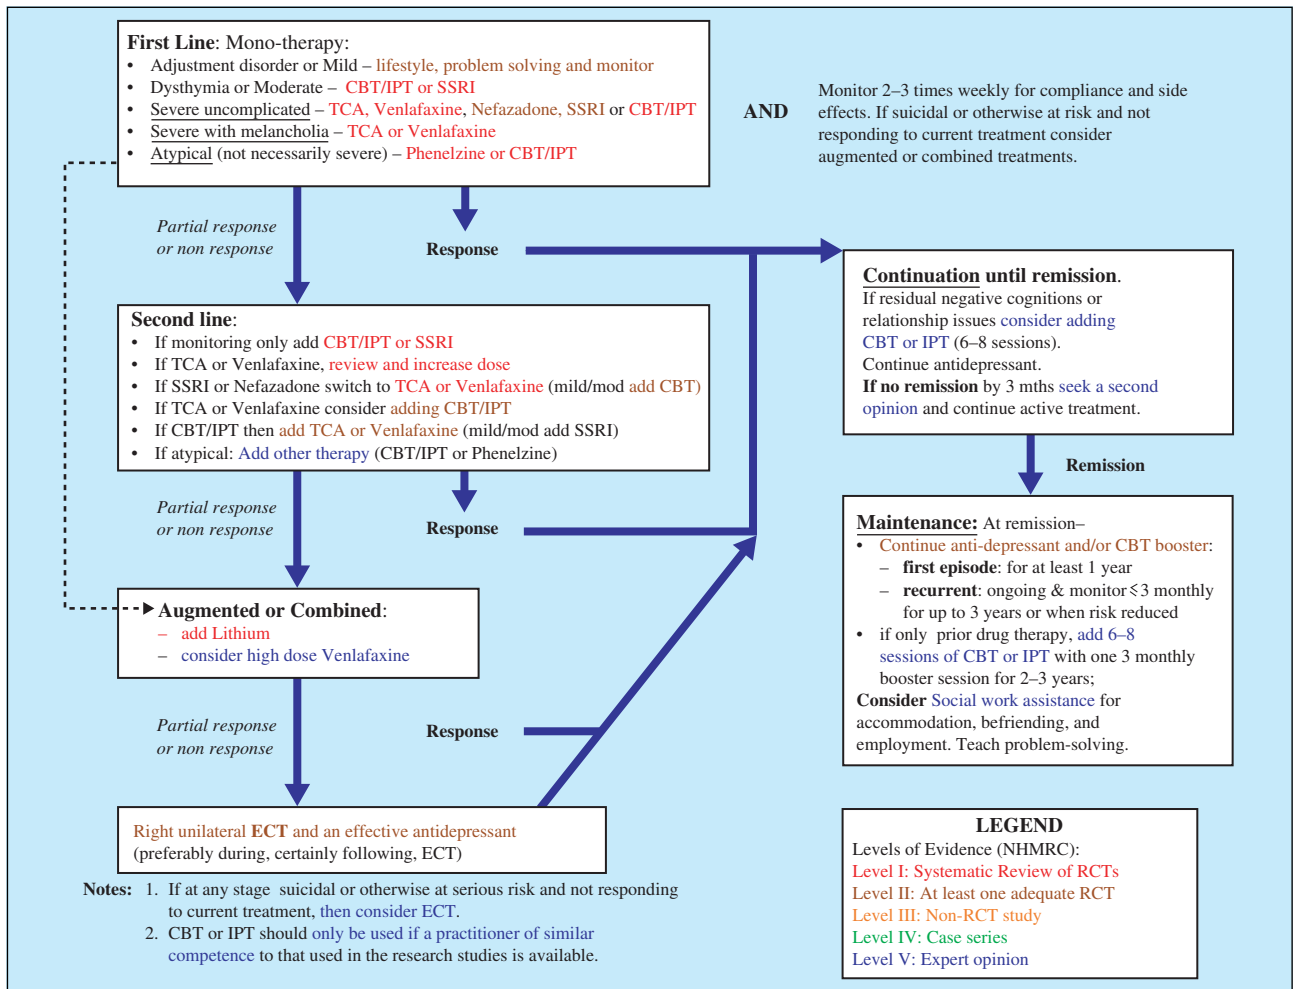 First Line: Mono-therapy:
• Adjustment disorder or Mild – lifestyle, problem solving and monitor
• Dysthymia or Moderate – CBT/IPT or SSRI
• Severe uncomplicated – TCA, Venlafaxine, Nefazadone, SSRI or CBT/IPT
• Severe with melancholia – TCA or Venlafaxine
• Atypical (not necessarily severe) – Phenelzine or CBT/IPT
AND
Monitor 2–3 times weekly for compliance and side
effects. If suicidal or otherwise at risk and not
responding to current treatment consider
augmented or combined treatments.
Partial response
or non response
Response
Second line:
• If monitoring only add CBT/IPT or SSRI
• If TCA or Venlafaxine, review and increase dose
• If SSRI or Nefazadone switch to TCA or Venlafaxine (mild/mod add CBT)
• If TCA or Venlafaxine consider adding CBT/IPT
• If CBT/IPT then add TCA or Venlafaxine (mild/mod add SSRI)
• If atypical: Add other therapy (CBT/IPT or Phenelzine)
Partial response
or non response
Response
Augmented or Combined:
– add Lithium
– consider high dose Venlafaxine
Partial response
or non response
Response
Right unilateral ECT and an effective antidepressant
(preferably during, certainly following, ECT)
Notes: 1. If at any stage suicidal or otherwise at serious risk and not responding
to current treatment, then consider ECT.
2. CBT or IPT should only be used if a practitioner of similar
competence to that used in the research studies is available.
Continuation until remission.
If residual negative cognitions or
relationship issues consider adding
CBT or IPT (6–8 sessions).
Continue antidepressant.
If no remission by 3 mths seek a second
opinion and continue active treatment.
Remission
Maintenance: At remission–
• Continue anti-depressant and/or CBT booster:
– first episode: for at least 1 year
– recurrent: ongoing & monitor ⩽3 monthly
for up to 3 years or when risk reduced
• if only prior drug therapy, add 6–8
sessions of CBT or IPT with one 3 monthly
booster session for 2–3 years;
Consider Social work assistance for
accommodation, befriending, and
employment. Teach problem-solving.
LEGEND
Levels of Evidence (NHMRC):
Level I: Systematic Review of RCTs
Level II: At least one adequate RCT
Level III: Non-RCT study
Level IV: Case series
Level V: Expert opinion